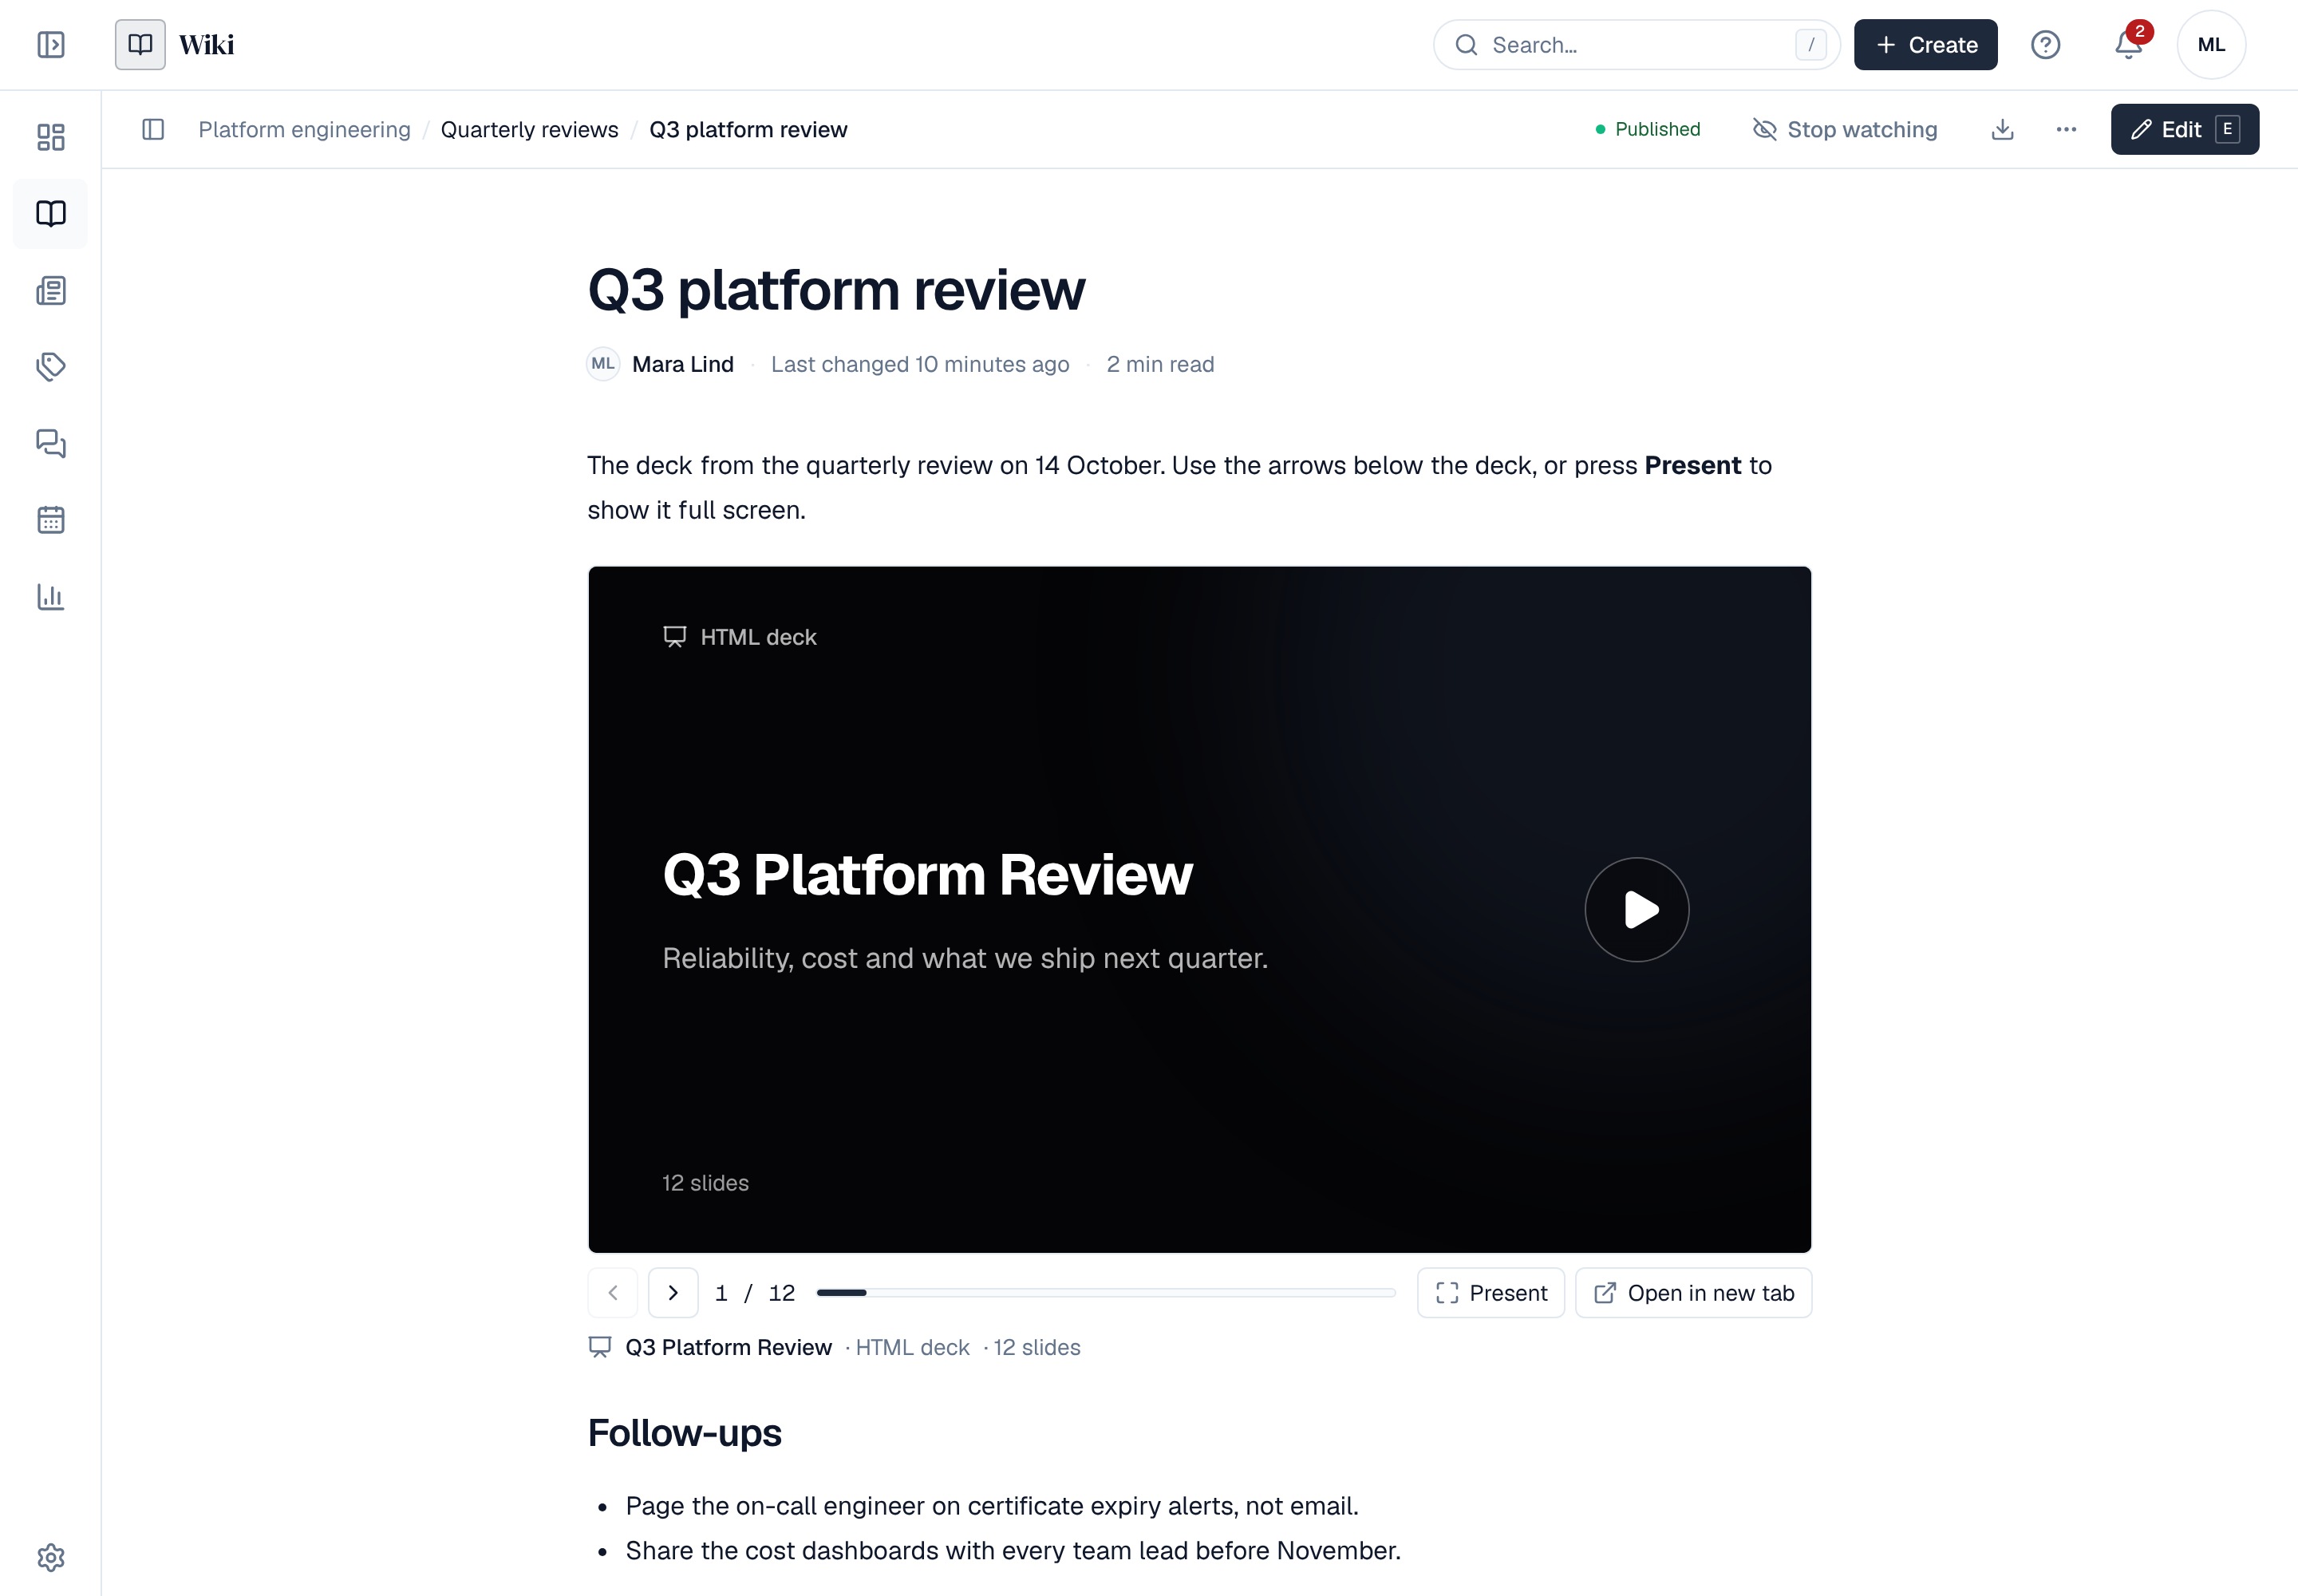 Wiki
Search...
/
Create
2
ML
Platform engineering / Quarterly reviews / Q3 platform review
Published
Stop watching
Edit E
Q3 platform review
ML Mara Lind · Last changed 10 minutes ago · 2 min read
The deck from the quarterly review on 14 October. Use the arrows below the deck, or press Present to
show it full screen.
HTML deck
Q3 Platform Review
Reliability, cost and what we ship next quarter.
12 slides
1 / 12
Present
Open in new tab
Q3 Platform Review · HTML deck · 12 slides
Follow-ups
• Page the on-call engineer on certificate expiry alerts, not email.
• Share the cost dashboards with every team lead before November.